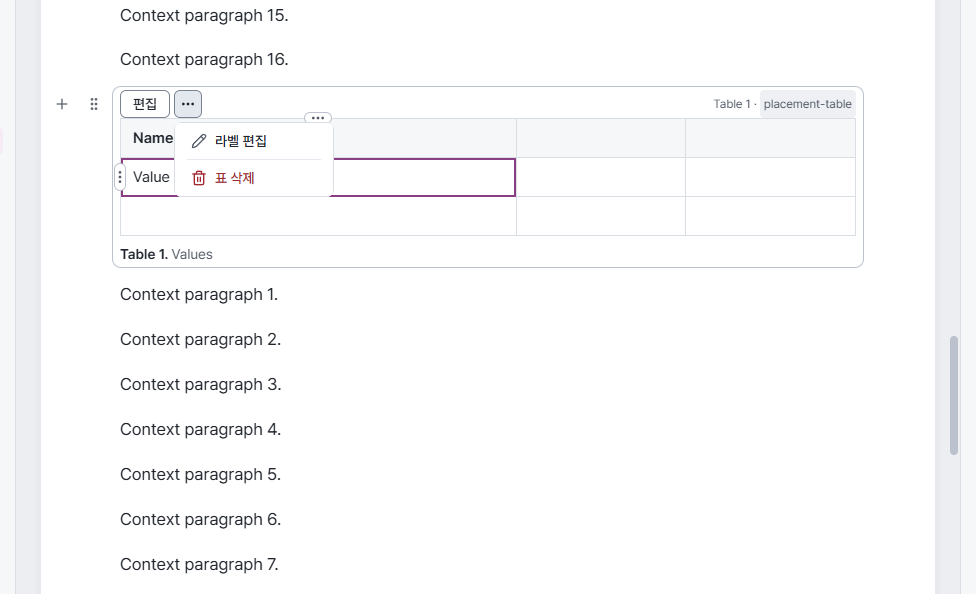 Context paragraph 15.
Context paragraph 16.
편집
Table 1 · placement-table
Name
라벨 편집
Value
표 삭제
Table 1. Values
Context paragraph 1.
Context paragraph 2.
Context paragraph 3.
Context paragraph 4.
Context paragraph 5.
Context paragraph 6.
Context paragraph 7.